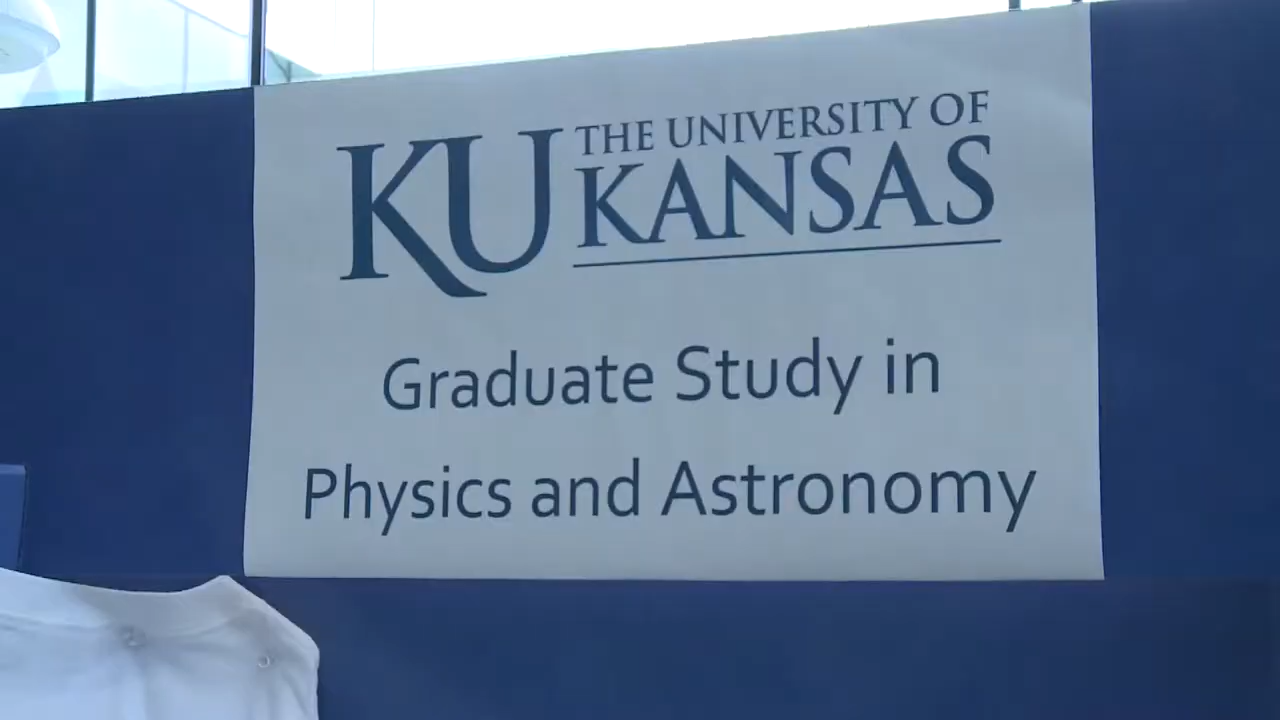 KU THE UNIVERSITY OF
KANSAS
Graduate Study in
Physics and Astronomy